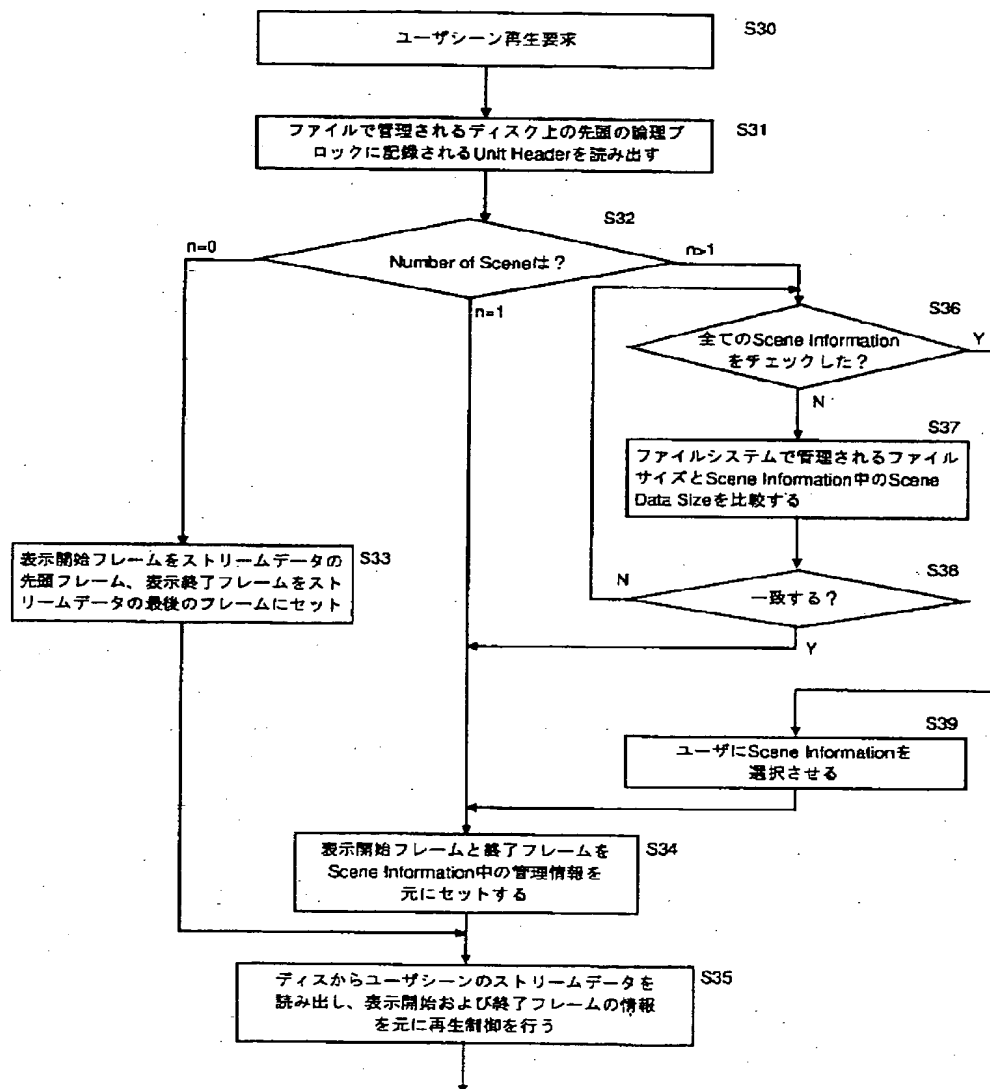 ユーザシーン再生要求
S30
ファイルで管理されるディスク上の先頭の論理ブ
ロックに記録されるUnit Headerを読み出す
S31
S32
n=0
Number of Sceneは?
n>1
n=1
S36
全てのScene Information
をチェックした?
Y
N
S37
ファイルシステムで管理されるファイル
サイズとScene Information中のScene
Data Sizeを比較する
表示開始フレームをストリームデータの
先頭フレーム、表示終了フレームをスト
リームデータの最後のフレームにセット
S33
S38
N
一致する?
Y
S39
ユーザにScene Informationを
選択させる
表示開始フレームと終了フレームを
Scene Information中の管理情報を
元にセットする
S34
ディスからユーザシーンのストリームデータを
読み出し、表示開始および終了フレームの情報
を元に再生制御を行う
S35